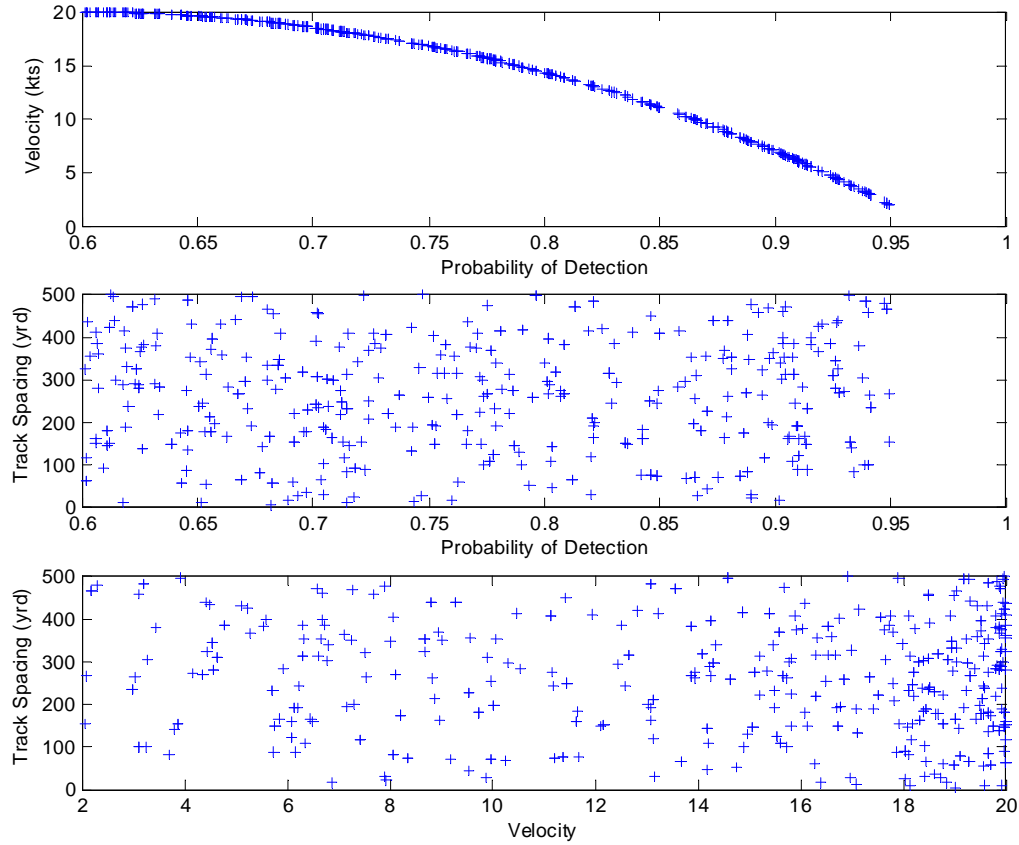 20
15
10
5
0
Velocity (kts)
0.6 0.65 0.7 0.75 0.8 0.85 0.9 0.95 1
Probability of Detection
500
400
300
200
100
0
Track Spacing (yrd)
0.6 0.65 0.7 0.75 0.8 0.85 0.9 0.95 1
Probability of Detection
500
400
300
200
100
0
Track Spacing (yrd)
2 4 6 8 10 12 14 16 18 20
Velocity